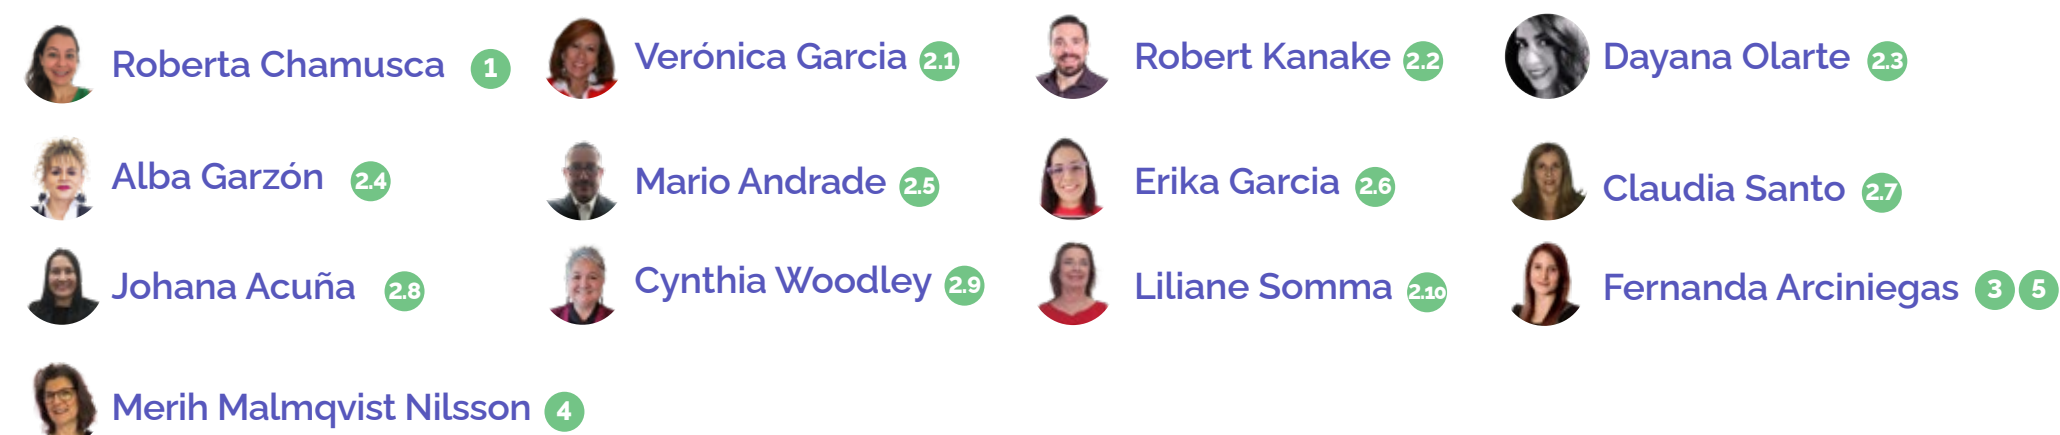 Roberta Chamusca 1
Verónica Garcia 2.1
Robert Kanake 2.2
Dayana Olarte 2.3
Alba Garzón 2.4
Mario Andrade 2.5
Erika Garcia 2.6
Claudia Santo 2.7
Johana Acuña 2.8
Cynthia Woodley 2.9
Liliane Somma 2.10
Fernanda Arciniegas 3 5
Merih Malmqvist Nilsson 4